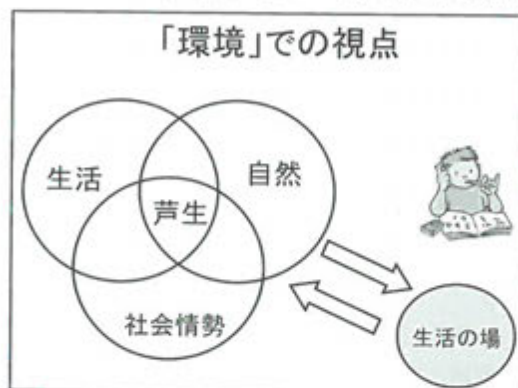 「環境」での視点
生活
自然
芦生
社会情勢
生活の場